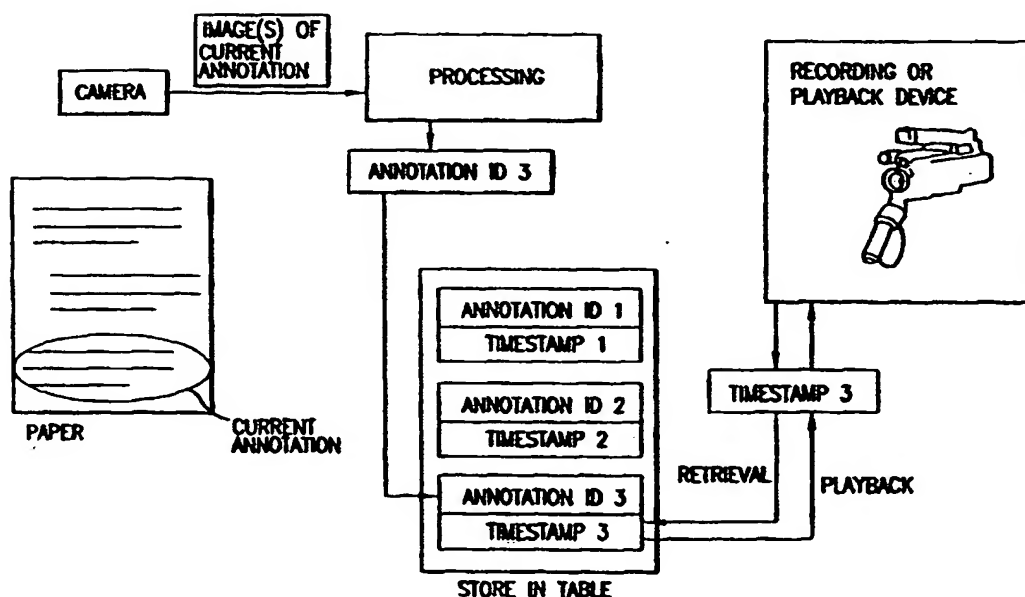 IMAGE(S) OF
CURRENT
ANNOTATION
CAMERA
PROCESSING
RECORDING OR
PLAYBACK DEVICE
ANNOTATION ID 3
ANNOTATION ID 1
TIMESTAMP 1
ANNOTATION ID 2
TIMESTAMP 2
ANNOTATION ID 3
TIMESTAMP 3
TIMESTAMP 3
RETRIEVAL
PLAYBACK
PAPER
CURRENT
ANNOTATION
STORE IN TABLE